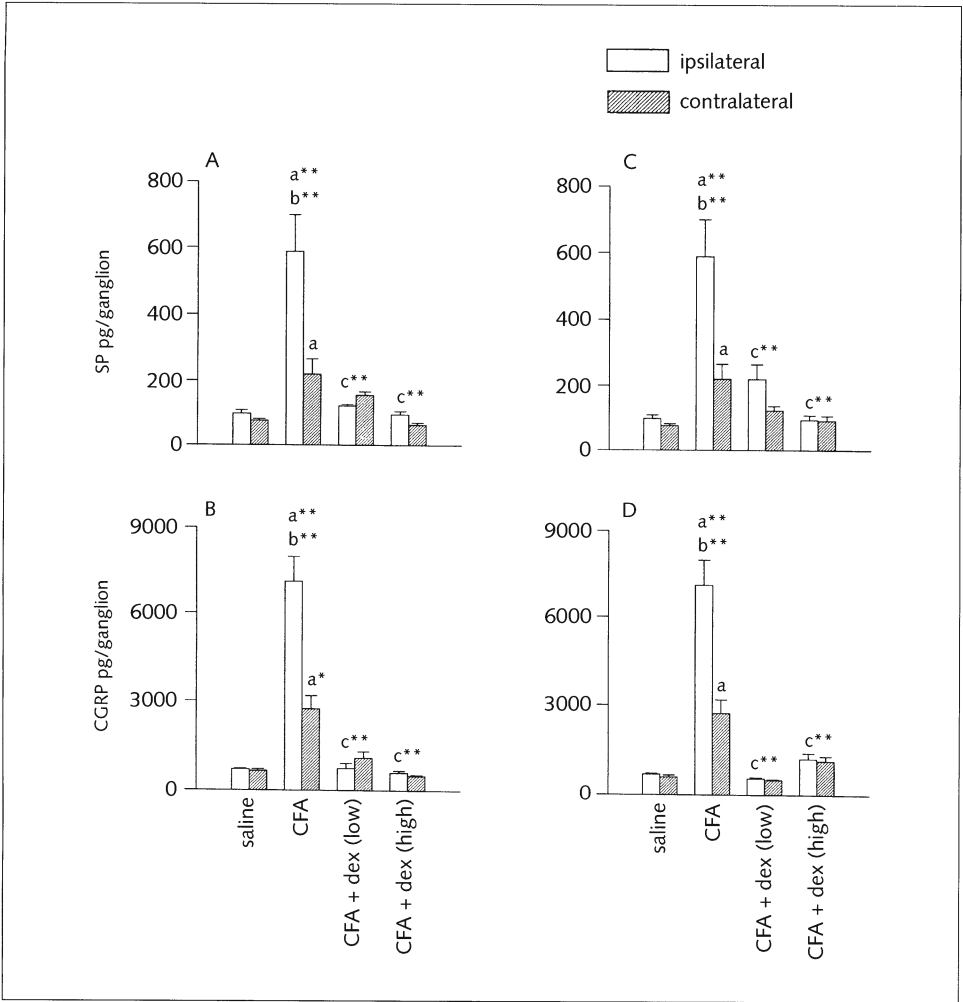 ipsilateral
contralateral
A
SP pg/ganglion
800
600
400
200
0
a**
b**
a
c**
c**
C
800
600
400
200
0
a**
b**
a
c**
c**
B
CGRP pg/ganglion
9000
6000
3000
0
a**
b**
a*
c**
c**
saline
CFA
CFA + dex (low)
CFA + dex (high)
D
9000
6000
3000
0
a**
b**
a
c**
c**
saline
CFA
CFA + dex (low)
CFA + dex (high)